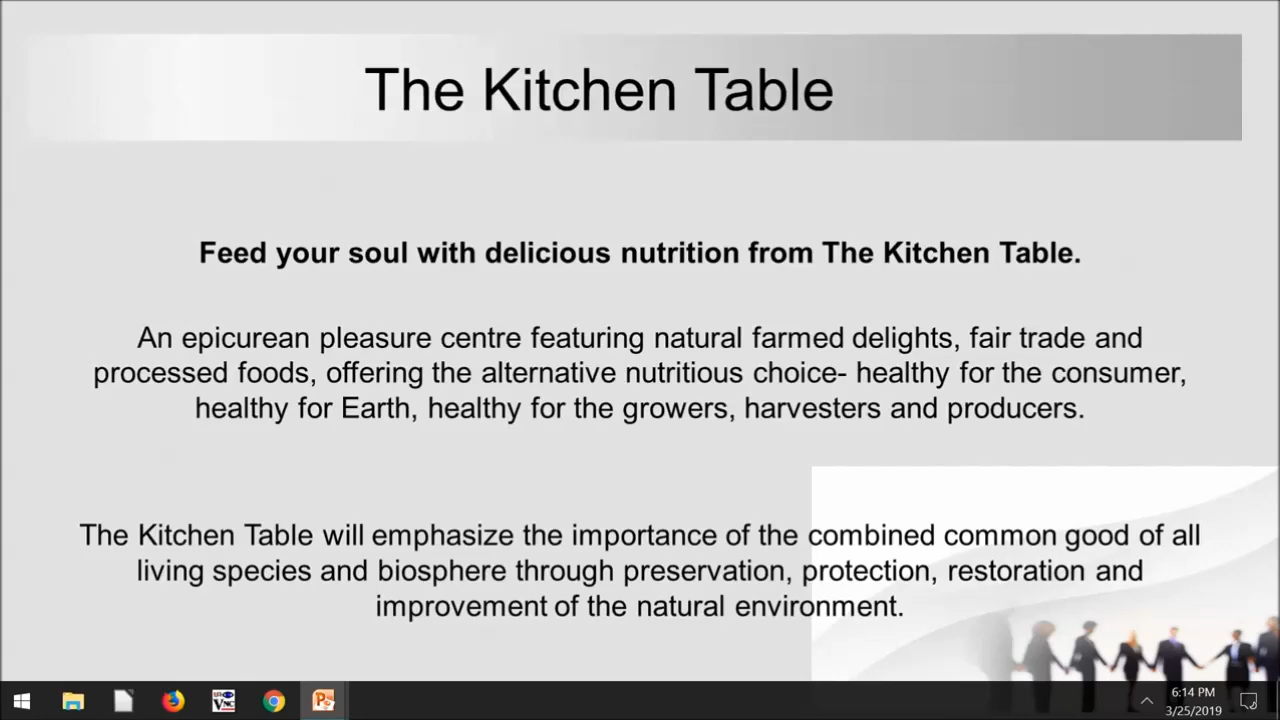 The Kitchen Table
Feed your soul with delicious nutrition from The Kitchen Table.
An epicurean pleasure centre featuring natural farmed delights, fair trade and
processed foods, offering the alternative nutritious choice- healthy for the consumer,
healthy for Earth, healthy for the growers, harvesters and producers.
The Kitchen Table will emphasize the importance of the combined common good of all
living species and biosphere through preservation, protection, restoration and
improvement of the natural environment.
6:14 PM
3/25/2019